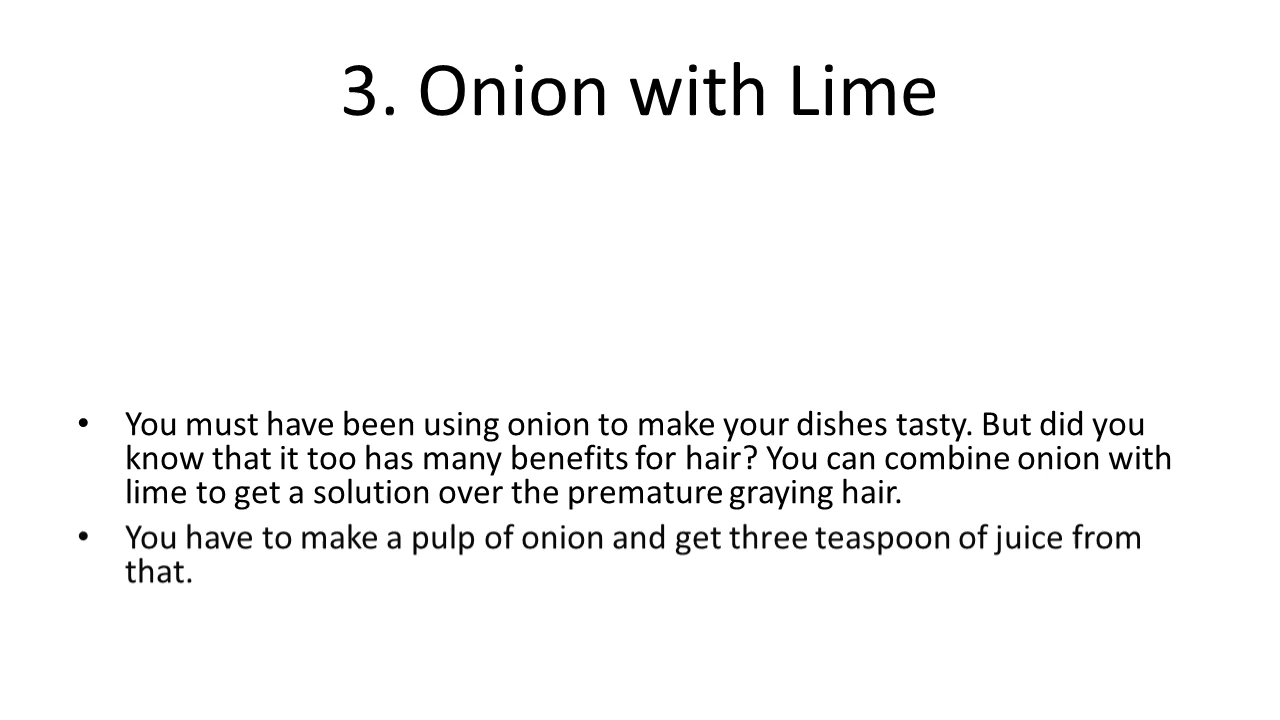 3. Onion with Lime
• You must have been using onion to make your dishes tasty. But did you
know that it too has many benefits for hair? You can combine onion with
lime to get a solution over the premature graying hair.
• You have to make a pulp of onion and get three teaspoon of juice from
that.